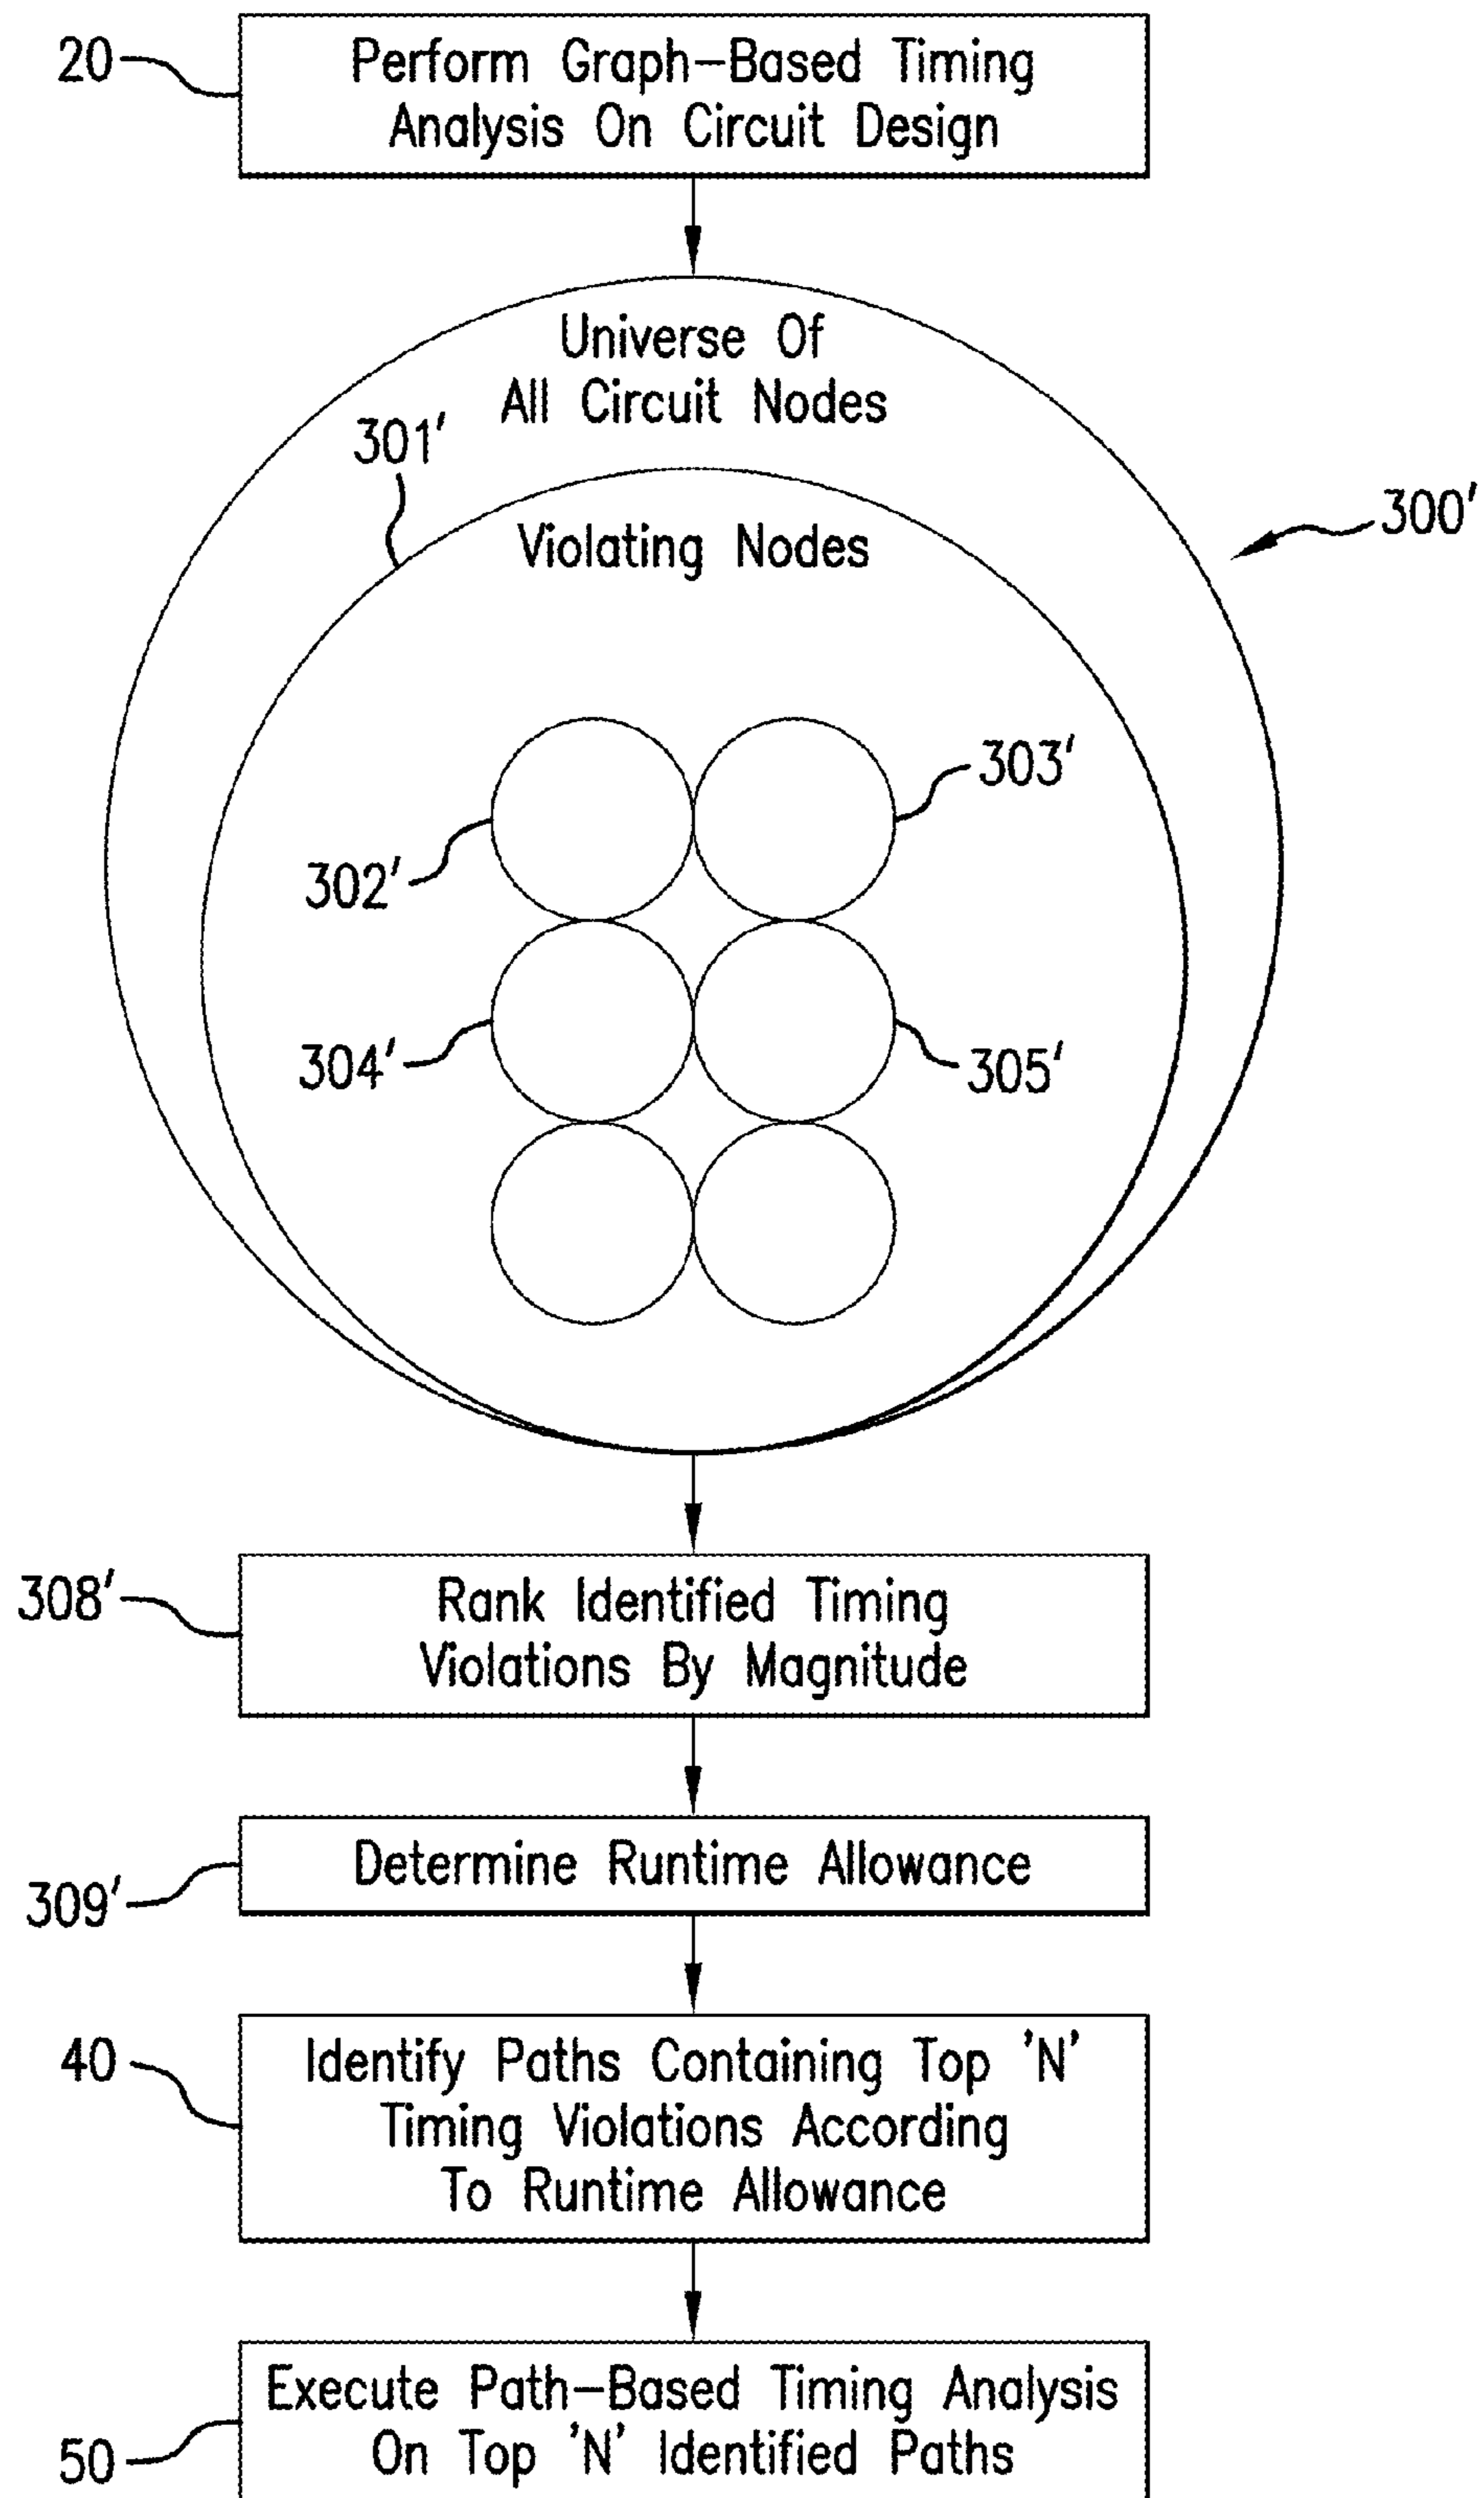 20
Perform Graph-Based Timing
Analysis On Circuit Design
Universe Of
All Circuit Nodes
301'
300'
Violating Nodes
303'
302'
304'
305'
308'
Rank Identified Timing
Violations By Magnitude
Determine Runtime Allowance
309'
40
Identify Paths Containing Top 'N'
Timing Violations According
To Runtime Allowance
Execute Path-Based Timing Analysis
On Top 'N' Identified Paths
50